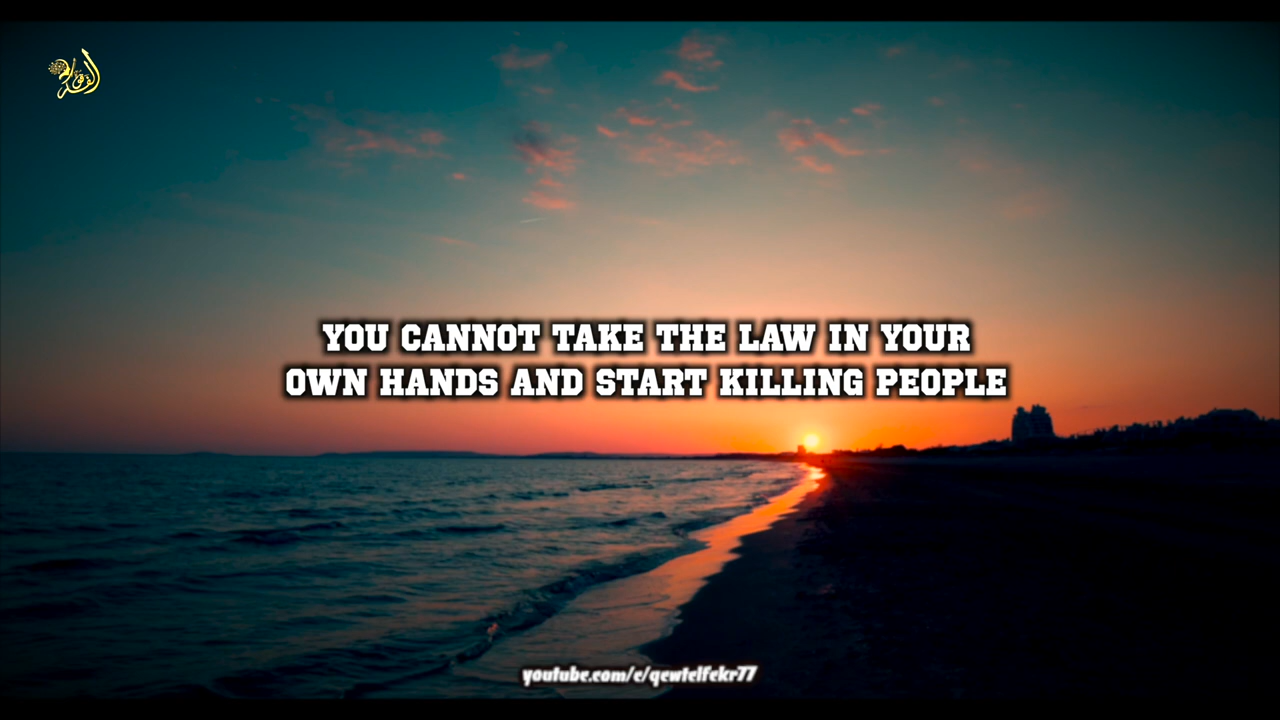 YOU CANNOT TAKE THE LAW IN YOUR
OWN HANDS AND START KILLING PEOPLE
youtube.com/c/qewtelfekr77